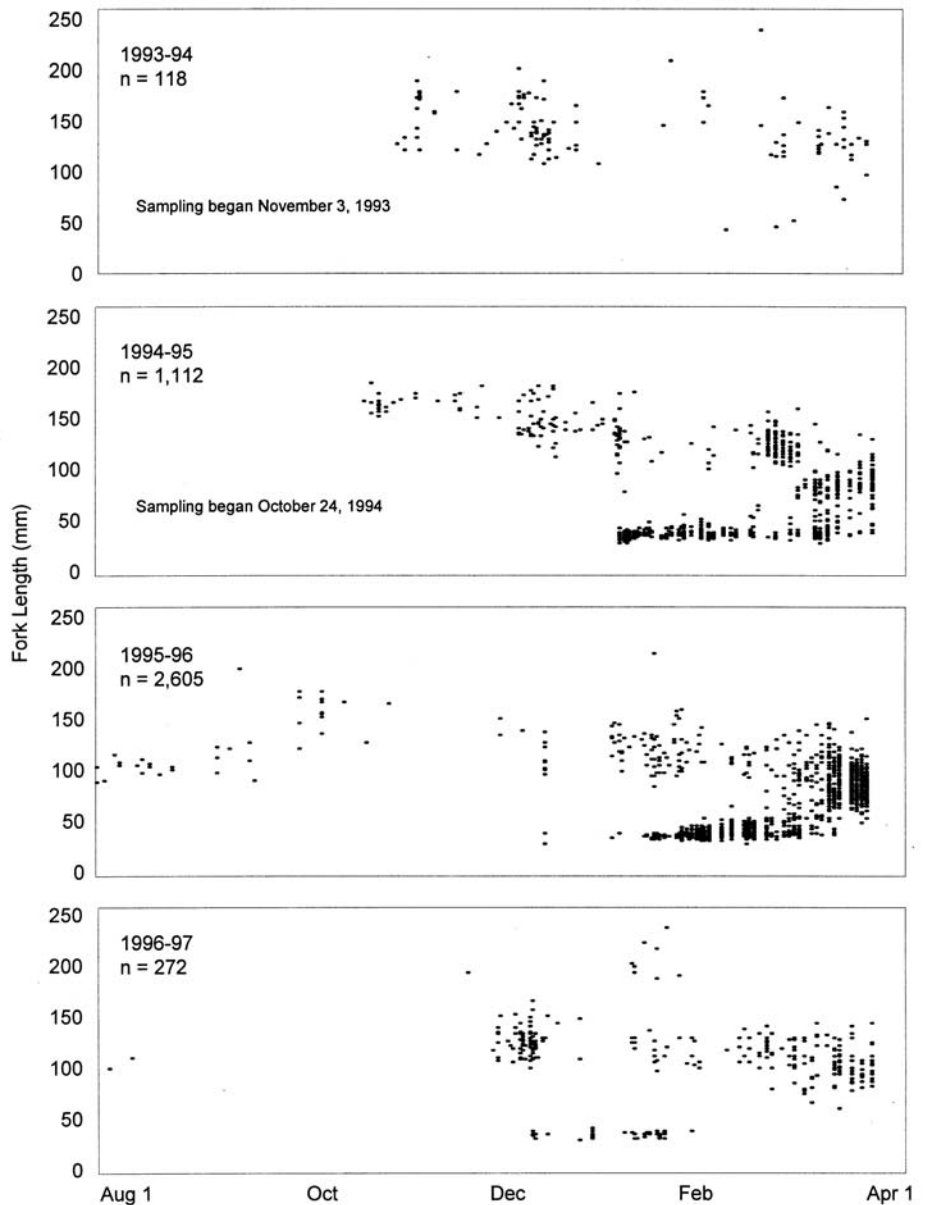 Fork Length (mm)
250
200
150
100
50
0
1993-94
n = 118
Sampling began November 3, 1993
250
200
150
100
50
0
1994-95
n = 1,112
Sampling began October 24, 1994
250
200
150
100
50
0
1995-96
n = 2,605
250
200
150
100
50
0
1996-97
n = 272
Aug 1
Oct
Dec
Feb
Apr 1